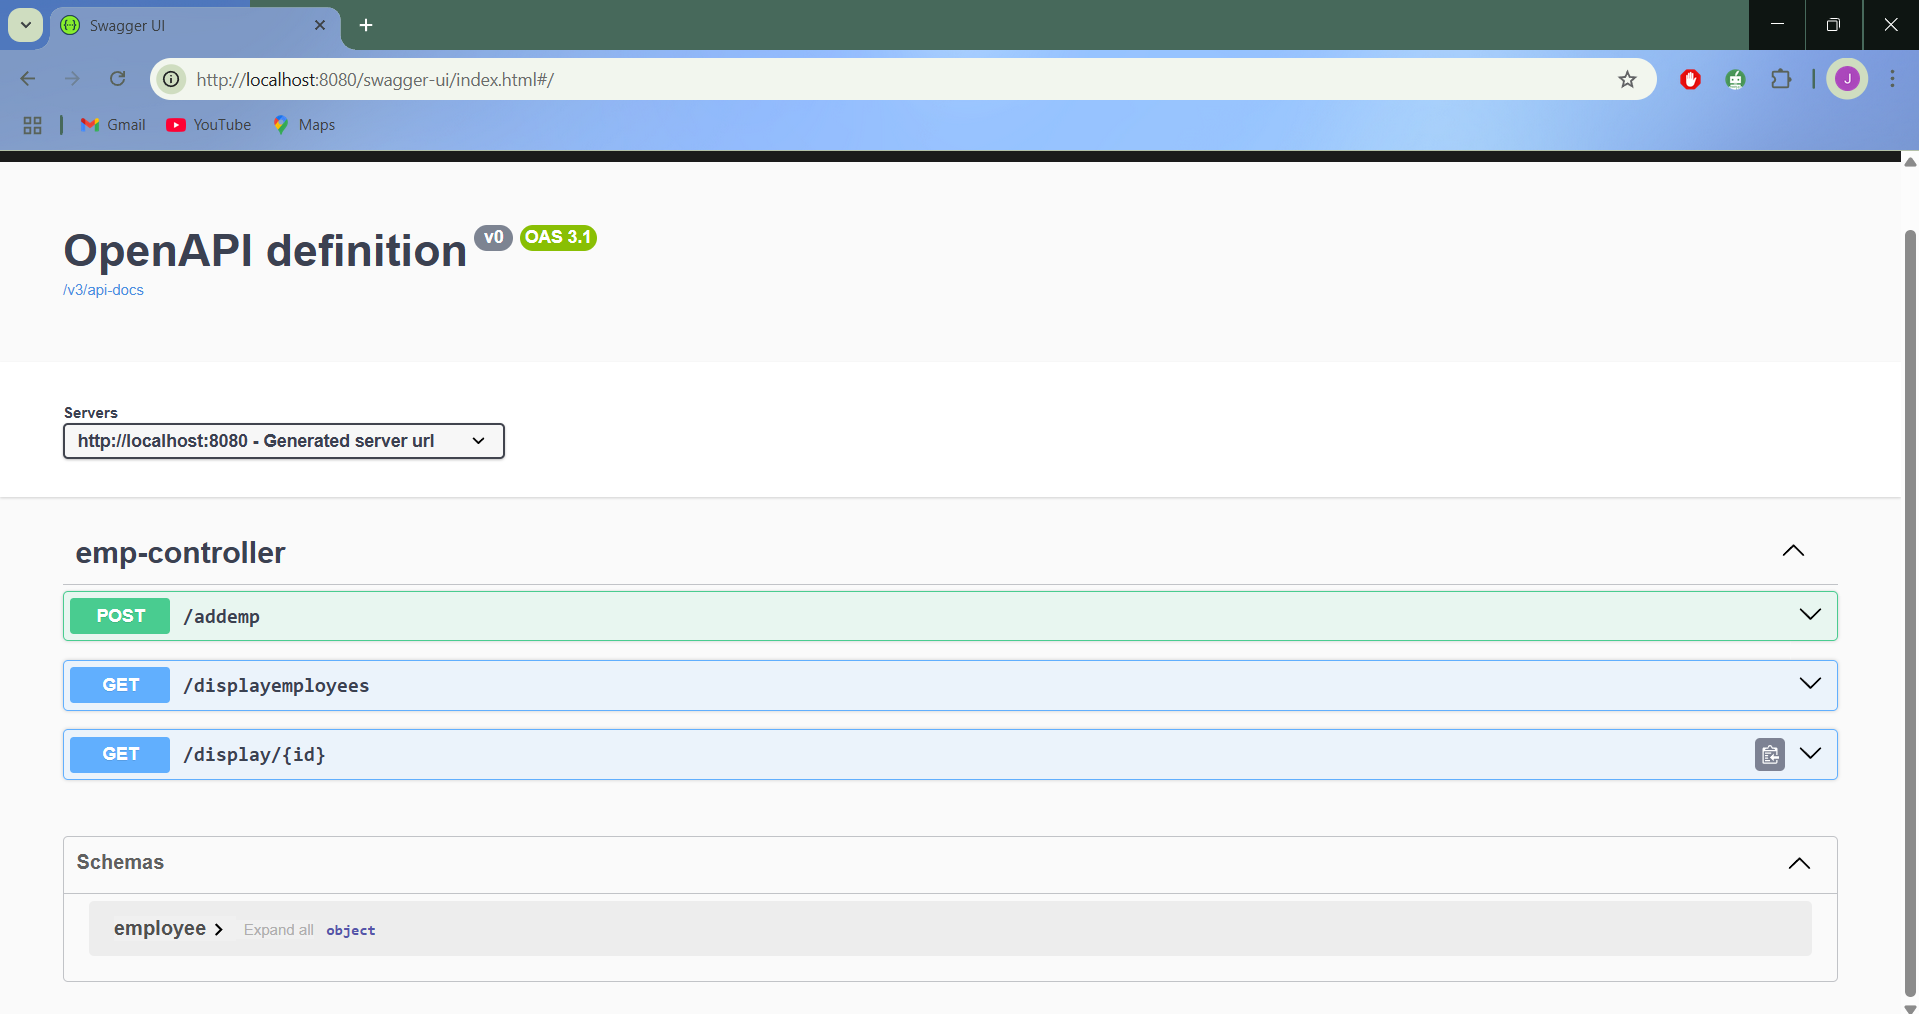 Swagger UI
http://localhost:8080/swagger-ui/index.html#/
J
Gmail YouTube Maps
OpenAPI definition v0 OAS 3.1
/v3/api-docs
Servers
http://localhost:8080 - Generated server url
emp-controller
POST /addemp
GET /displayemployees
GET /display/{id}
Schemas
employee Expand all object